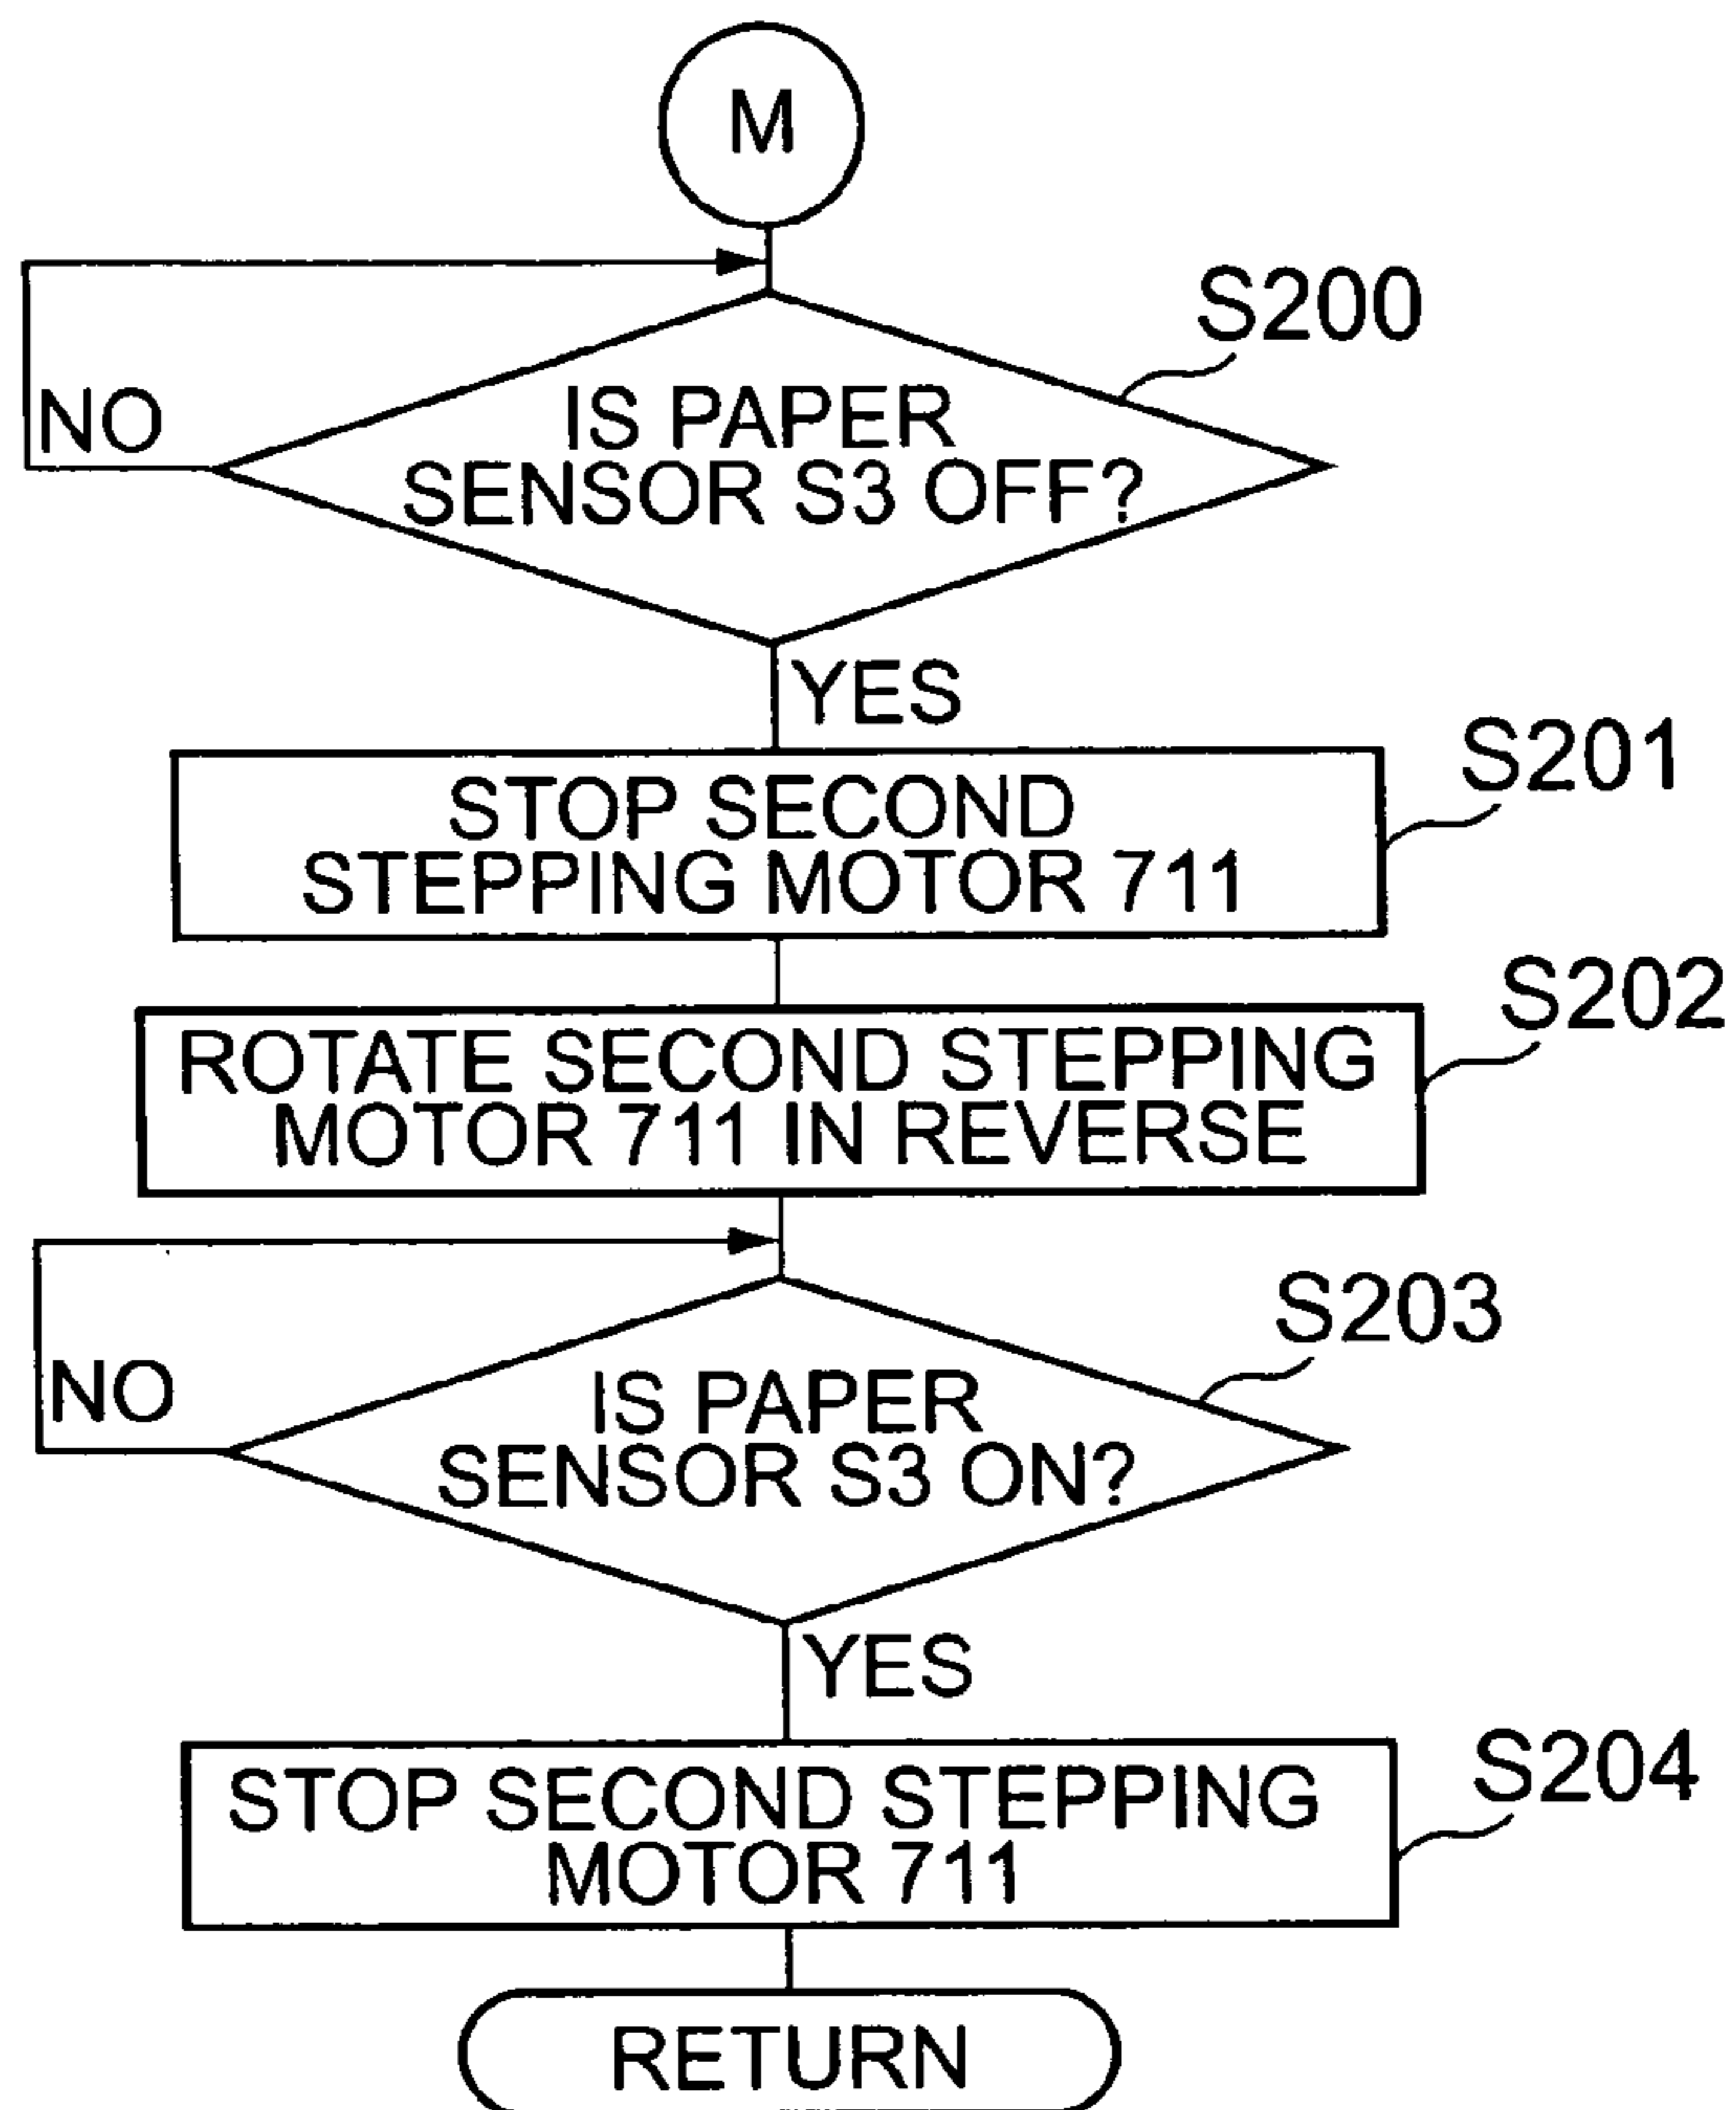 M
S200
NO
IS PAPER
SENSOR S3 OFF?
YES
S201
STOP SECOND
STEPPING MOTOR 711
S202
ROTATE SECOND STEPPING
MOTOR 711 IN REVERSE
S203
NO
IS PAPER
SENSOR S3 ON?
YES
S204
STOP SECOND STEPPING
MOTOR 711
RETURN